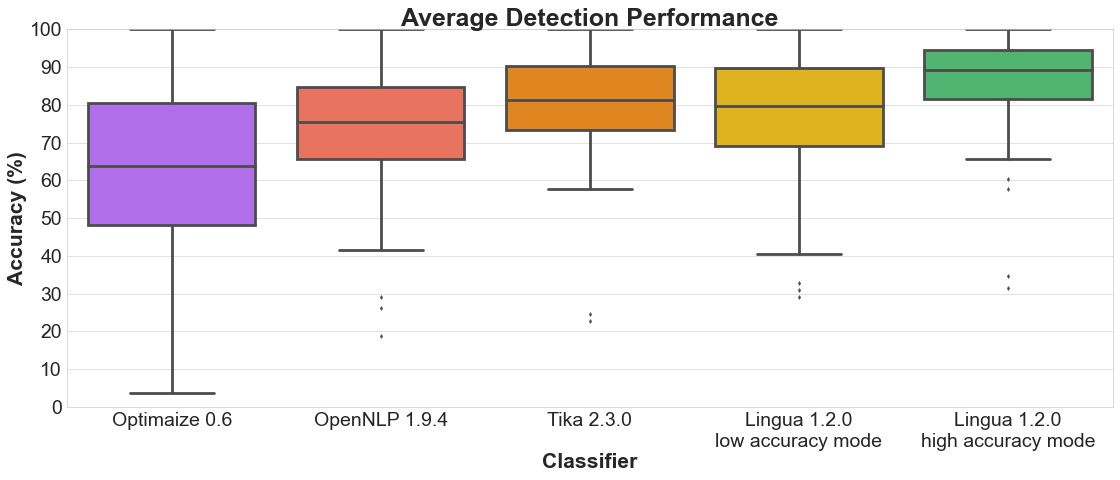 Average Detection Performance
Accuracy (%)
100
90
80
70
60
50
40
30
20
10
0
Optimaize 0.6
OpenNLP 1.9.4
Tika 2.3.0
Lingua 1.2.0
low accuracy mode
Lingua 1.2.0
high accuracy mode
Classifier